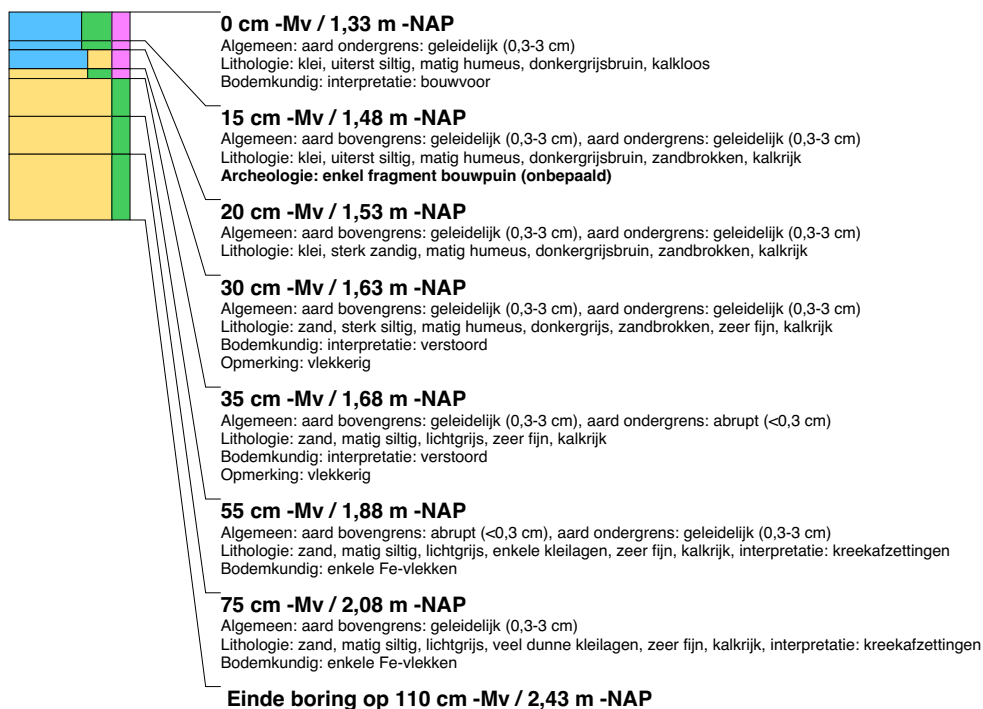 0 cm -Mv / 1,33 m -NAP
Algemeen: aard ondergrens: geleidelijk (0,3-3 cm)
Lithologie: klei, uiterst siltig, matig humeus, donkergrijsbruin, kalkloos
Bodemkundig: interpretatie: bouwvoor
15 cm -Mv / 1,48 m -NAP
Algemeen: aard bovengrens: geleidelijk (0,3-3 cm), aard ondergrens: geleidelijk (0,3-3 cm)
Lithologie: klei, uiterst siltig, matig humeus, donkergrijsbruin, zandbrokken, kalkrijk
Archeologie: enkel fragment bouwpuin (onbepaald)
20 cm -Mv / 1,53 m -NAP
Algemeen: aard bovengrens: geleidelijk (0,3-3 cm), aard ondergrens: geleidelijk (0,3-3 cm)
Lithologie: klei, sterk zandig, matig humeus, donkergrijsbruin, zandbrokken, kalkrijk
30 cm -Mv / 1,63 m -NAP
Algemeen: aard bovengrens: geleidelijk (0,3-3 cm), aard ondergrens: geleidelijk (0,3-3 cm)
Lithologie: zand, sterk siltig, matig humeus, donkergrijs, zandbrokken, zeer fijn, kalkrijk
Bodemkundig: interpretatie: verstoord
Opmerking: vlekkerig
35 cm -Mv / 1,68 m -NAP
Algemeen: aard bovengrens: geleidelijk (0,3-3 cm), aard ondergrens: abrupt (<0,3 cm)
Lithologie: zand, matig siltig, lichtgrijs, zeer fijn, kalkrijk
Bodemkundig: interpretatie: verstoord
Opmerking: vlekkerig
55 cm -Mv / 1,88 m -NAP
Algemeen: aard bovengrens: abrupt (<0,3 cm), aard ondergrens: geleidelijk (0,3-3 cm)
Lithologie: zand, matig siltig, lichtgrijs, enkele kleilagen, zeer fijn, kalkrijk, interpretatie: kreekafzettingen
Bodemkundig: enkele Fe-vlekken
75 cm -Mv / 2,08 m -NAP
Algemeen: aard bovengrens: geleidelijk (0,3-3 cm)
Lithologie: zand, matig siltig, lichtgrijs, veel dunne kleilagen, zeer fijn, kalkrijk, interpretatie: kreekafzettingen
Bodemkundig: enkele Fe-vlekken
Einde boring op 110 cm -Mv / 2,43 m -NAP